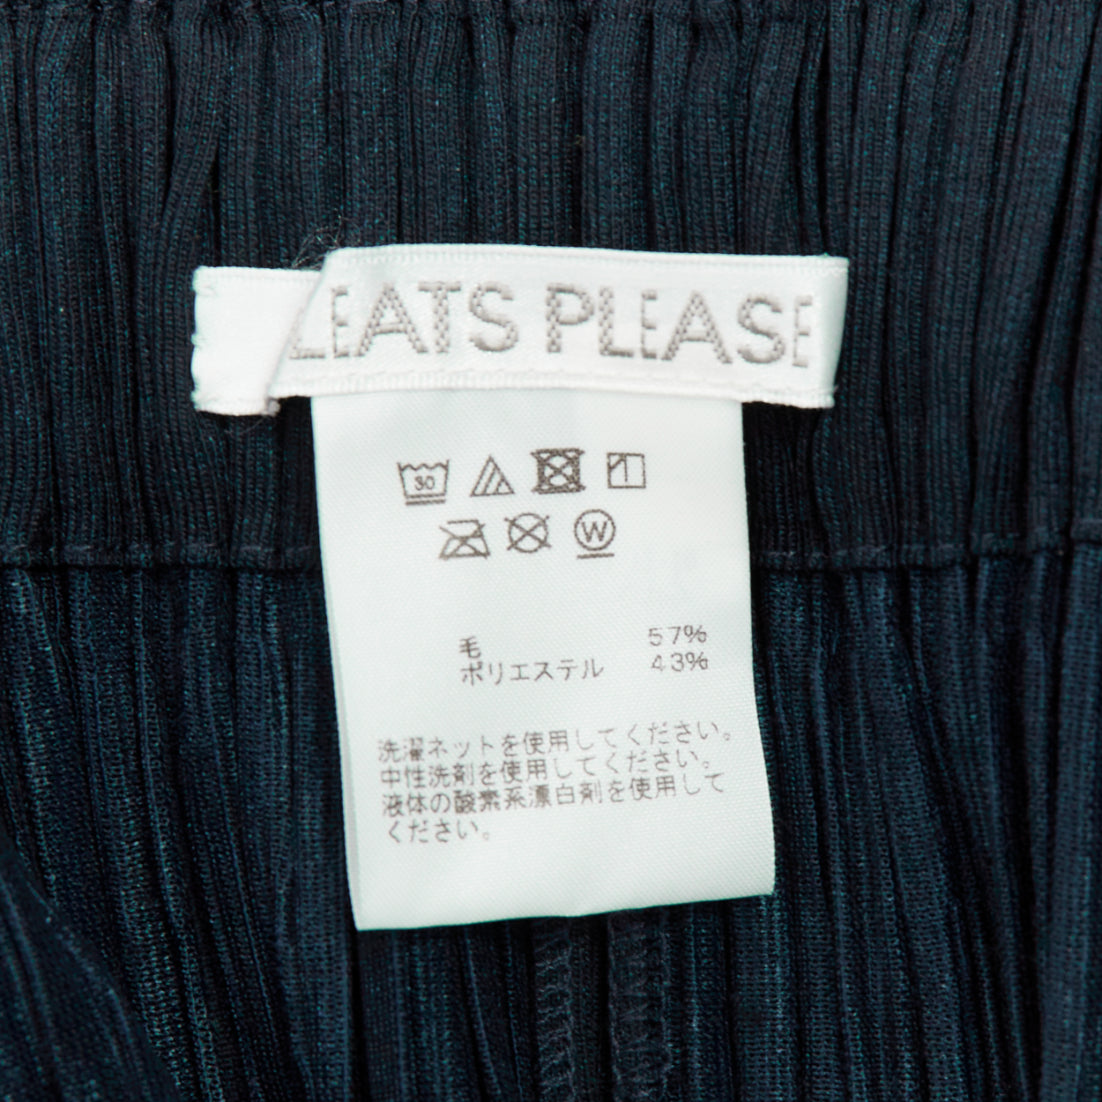 LEATS PLEASE
30
W
毛 57%
ポリエステル 43%
洗濯ネットを使用してください。
中性洗剤を使用してください。
液体の酸素系漂白剤を使用して
ください。